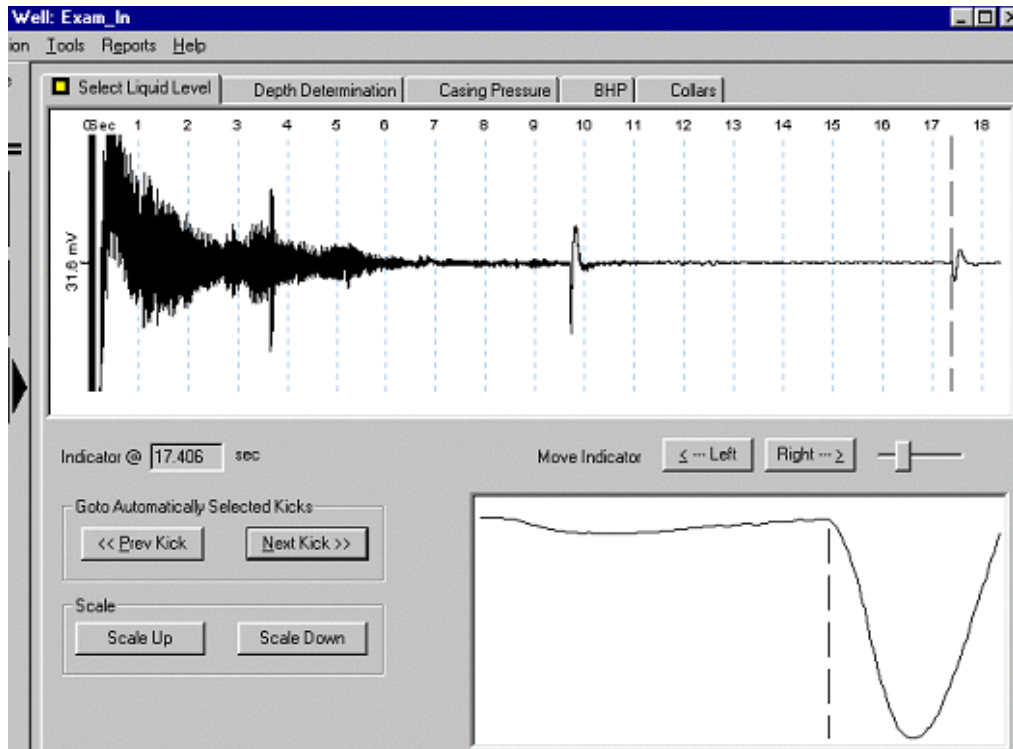 Well: Exam_In
ion Tools Reports Help
Select Liquid Level Depth Determination Casing Pressure BHP Collars
0 Sec 1 2 3 4 5 6 7 8 9 10 11 12 13 14 15 16 17 18
31.6 mV
Indicator @ 17.406 sec Move Indicator < --- Left Right --- >
Goto Automatically Selected Kicks
<< Prev Kick Next Kick >>
Scale
Scale Up Scale Down